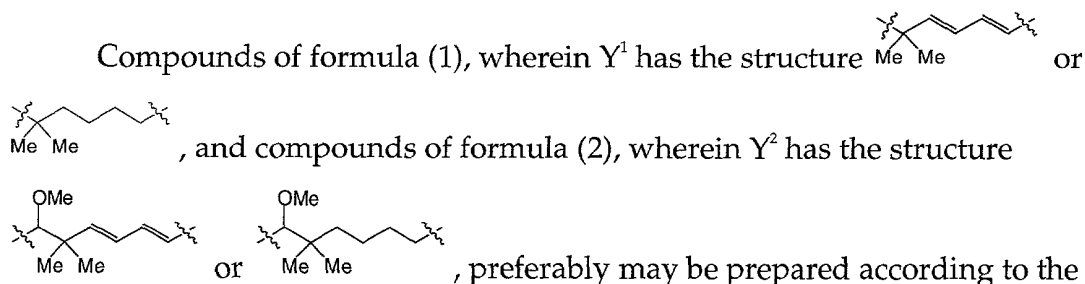 Compounds of formula (1), wherein Y¹ has the structure Me Me or
Me Me , and compounds of formula (2), wherein Y² has the structure
OMe OMe
Me Me or Me Me , preferably may be prepared according to the